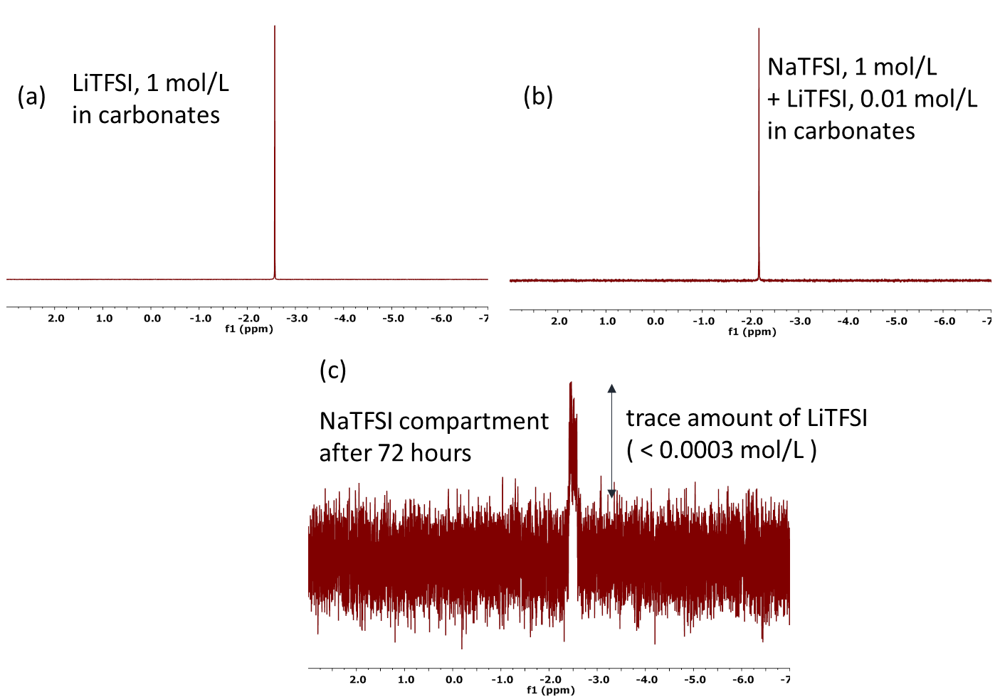 (a)
LiTFSI, 1 mol/L
in carbonates
2.0 1.0 0.0 -1.0 -2.0 -3.0 -4.0 -5.0 -6.0 -7
f1 (ppm)
(b)
NaTFSI, 1 mol/L
+ LiTFSI, 0.01 mol/L
in carbonates
2.0 1.0 0.0 -1.0 -2.0 -3.0 -4.0 -5.0 -6.0 -7
f1 (ppm)
(c)
NaTFSI compartment
after 72 hours
trace amount of LiTFSI
( < 0.0003 mol/L )
2.0 1.0 0.0 -1.0 -2.0 -3.0 -4.0 -5.0 -6.0 -7
f1 (ppm)